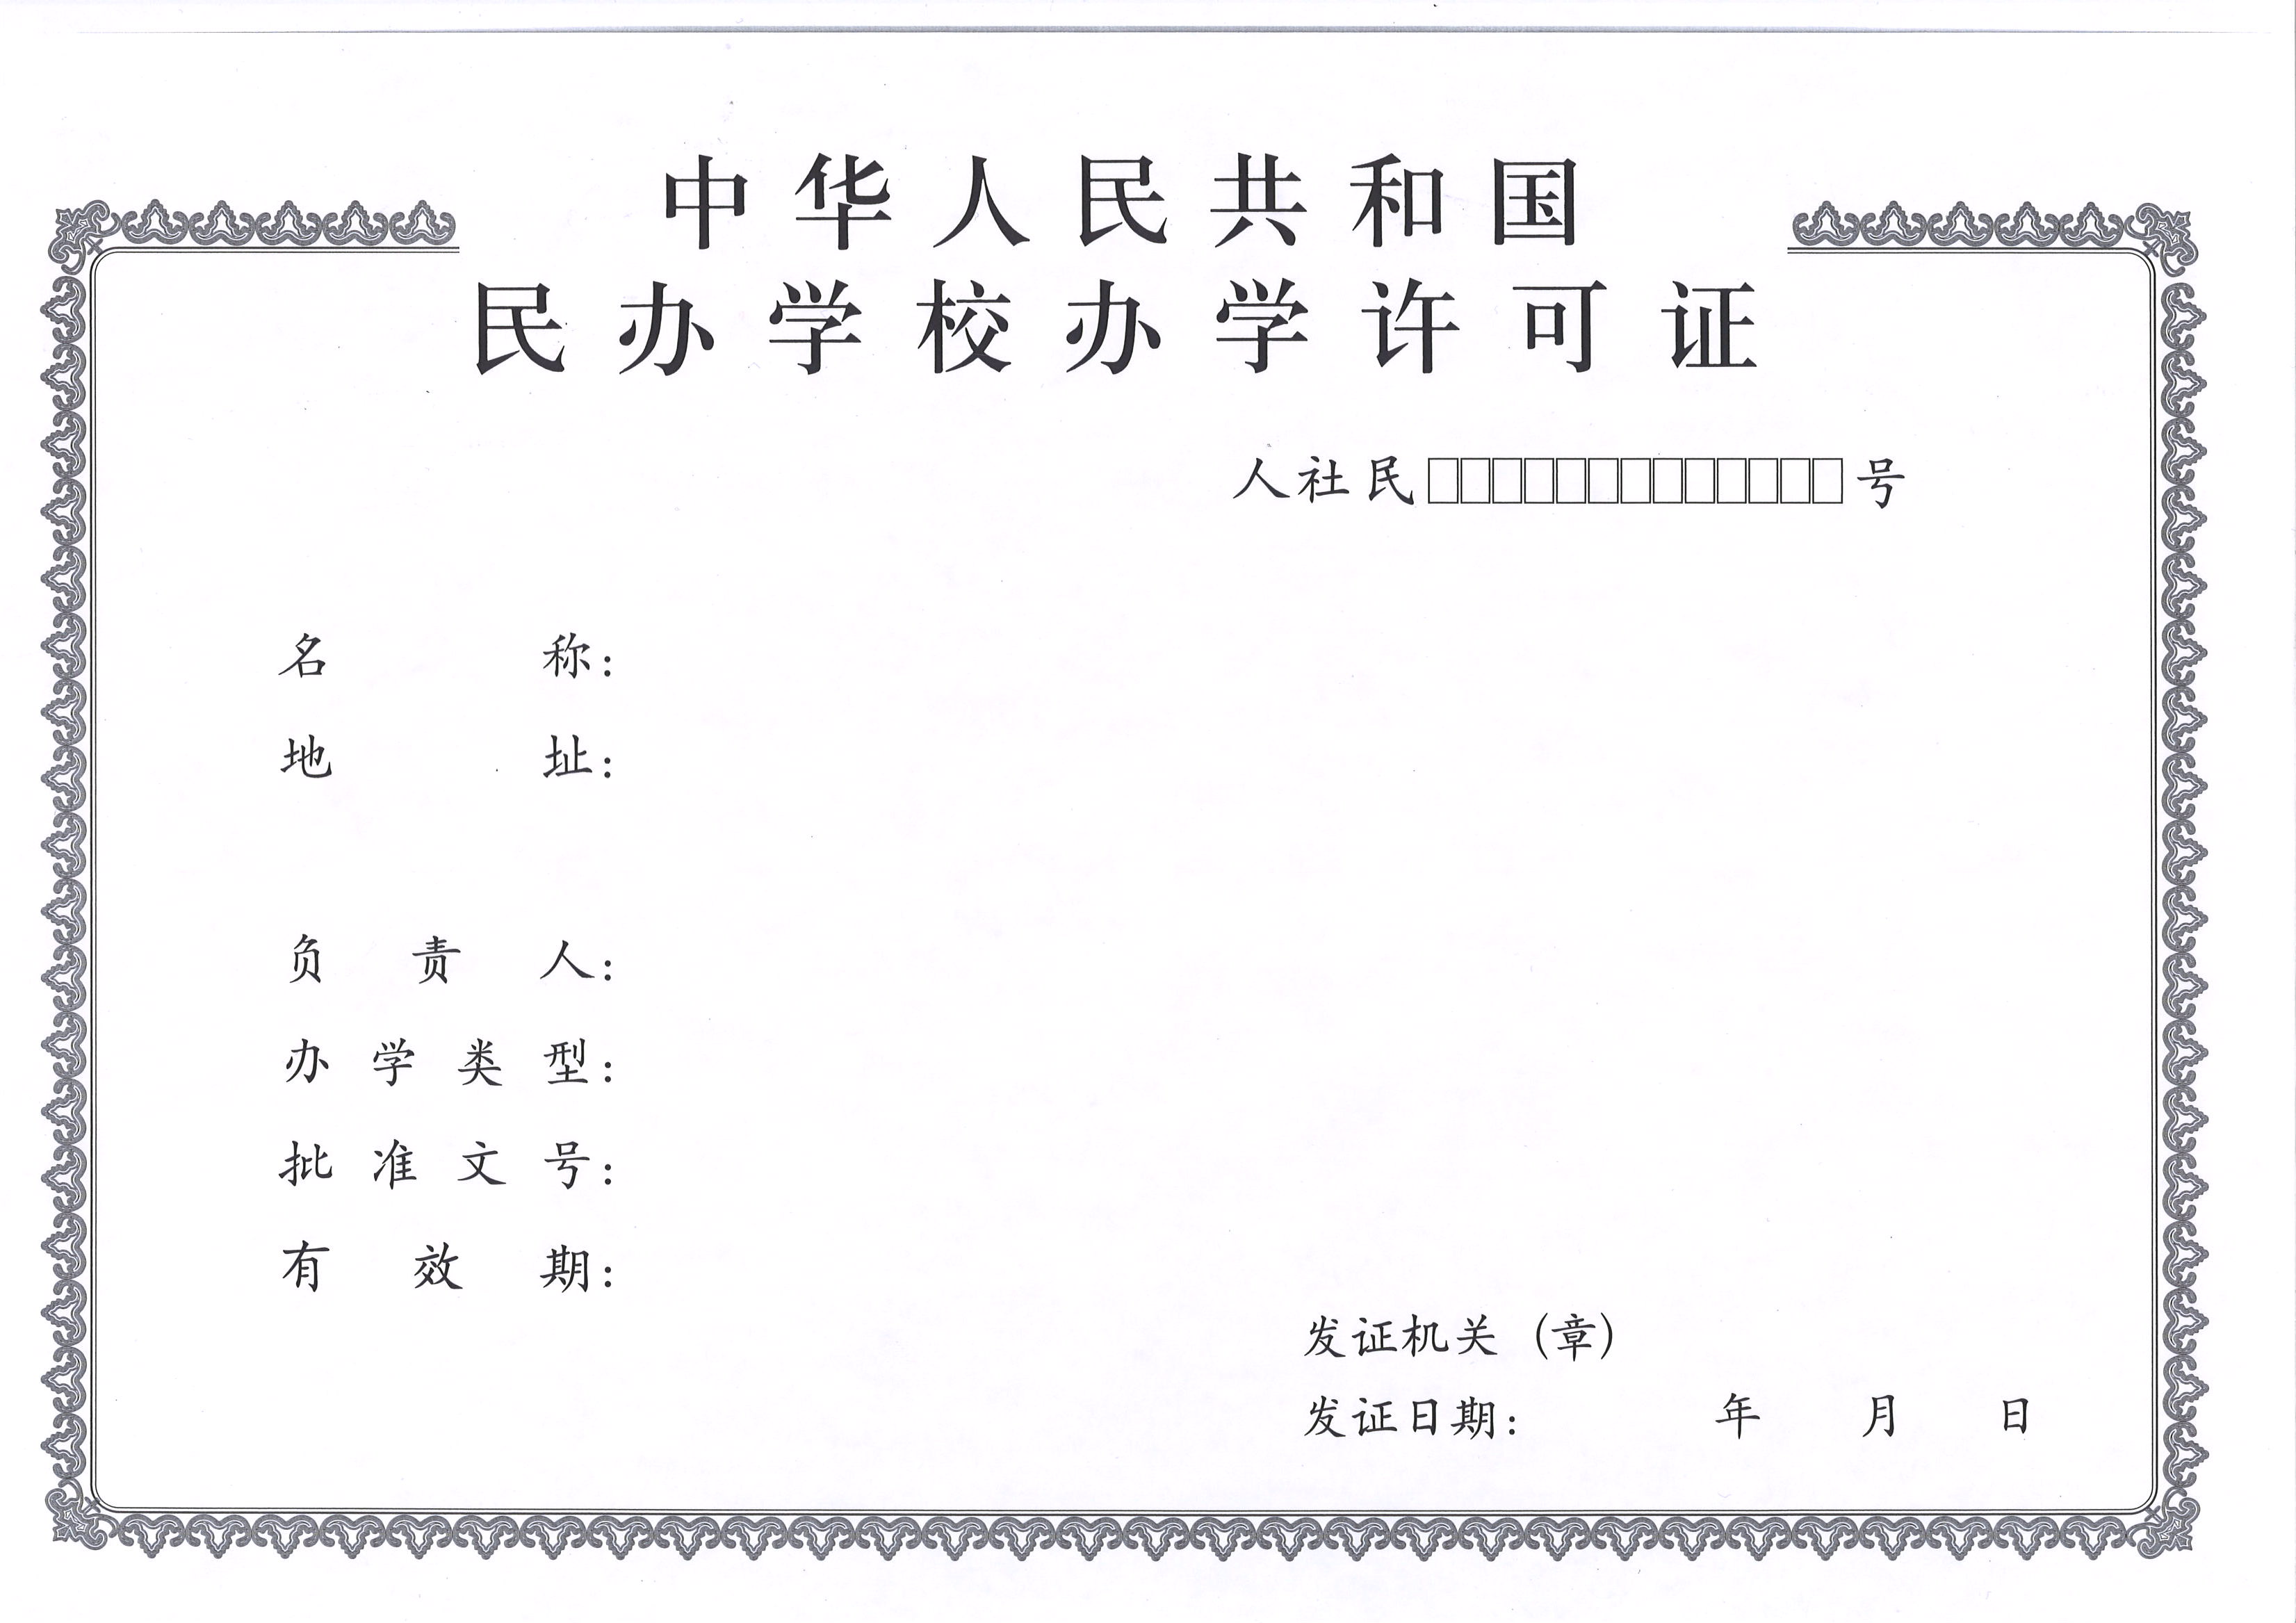 中华人民共和国
民办学校办学许可证
人社民□□□□□□□□□□□□□号
名称：
地址：
负责人：
办学类型：
批准文号：
有效期：
发证机关（章）
发证日期： 年 月 日